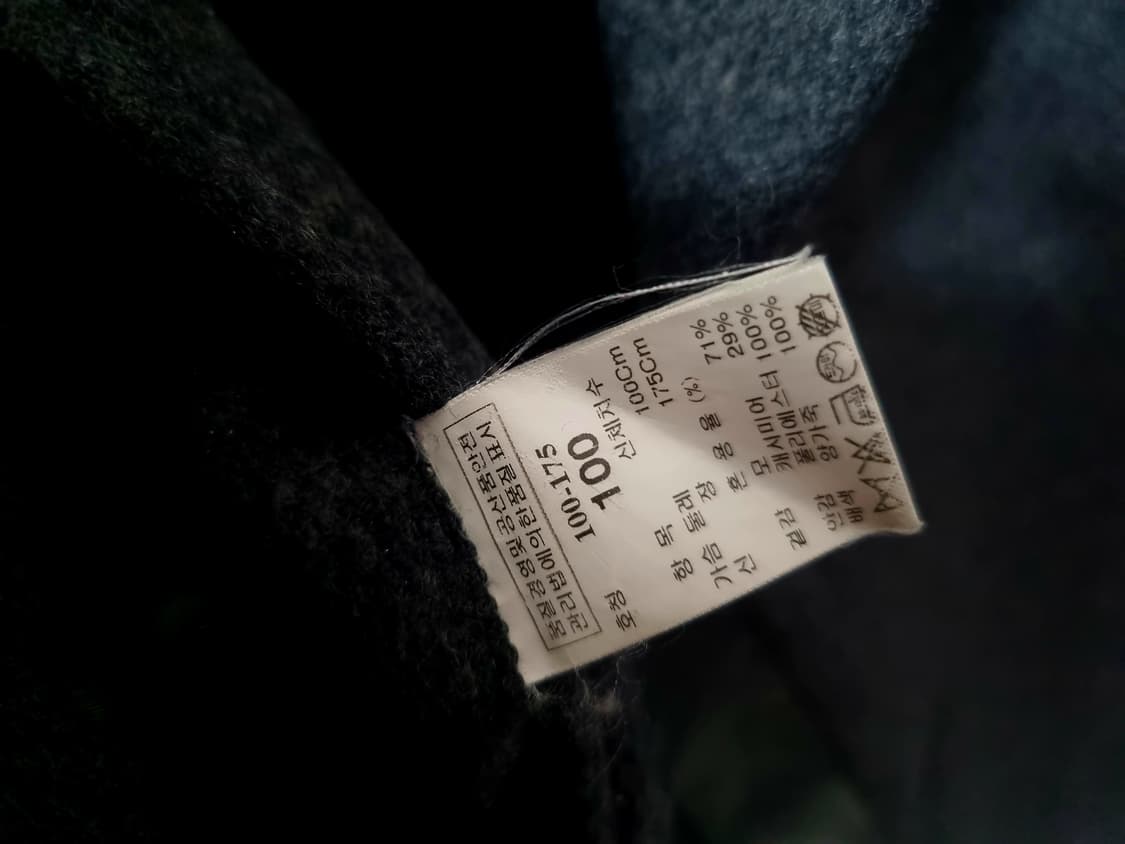 품질경영 및 공산품안전
관리법에 의한 품질표시
100-175
호칭 100
신체치수
항 목
가슴둘레 100Cm
신 장 175Cm
혼 용 율 (%)
겉감 모 71%
캐시미어 29%
안감 폴리에스터 100%
배색 양가죽 100%